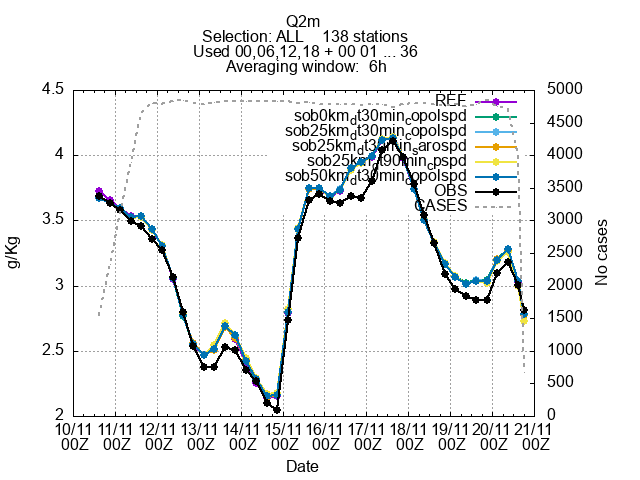 Q2m
Selection: ALL 138 stations
Used 00,06,12,18 + 00 01 ... 36
Averaging window: 6h
4.5
4
3.5
3
2.5
2
g/Kg
5000
4500
4000
3500
3000
2500
2000
1500
1000
500
0
No cases
REF
sob0km_dt30min_copolspd
sob25km_dt30min_copolspd
sob25km_dt30min_sarospd
sob25km_dt90min_cpspd
sob50km_dt30min_copolspd
OBS
CASES
10/11 11/11 12/11 13/11 14/11 15/11 16/11 17/11 18/11 19/11 20/11 21/11
00Z 00Z 00Z 00Z 00Z 00Z 00Z 00Z 00Z 00Z 00Z 00Z
Date